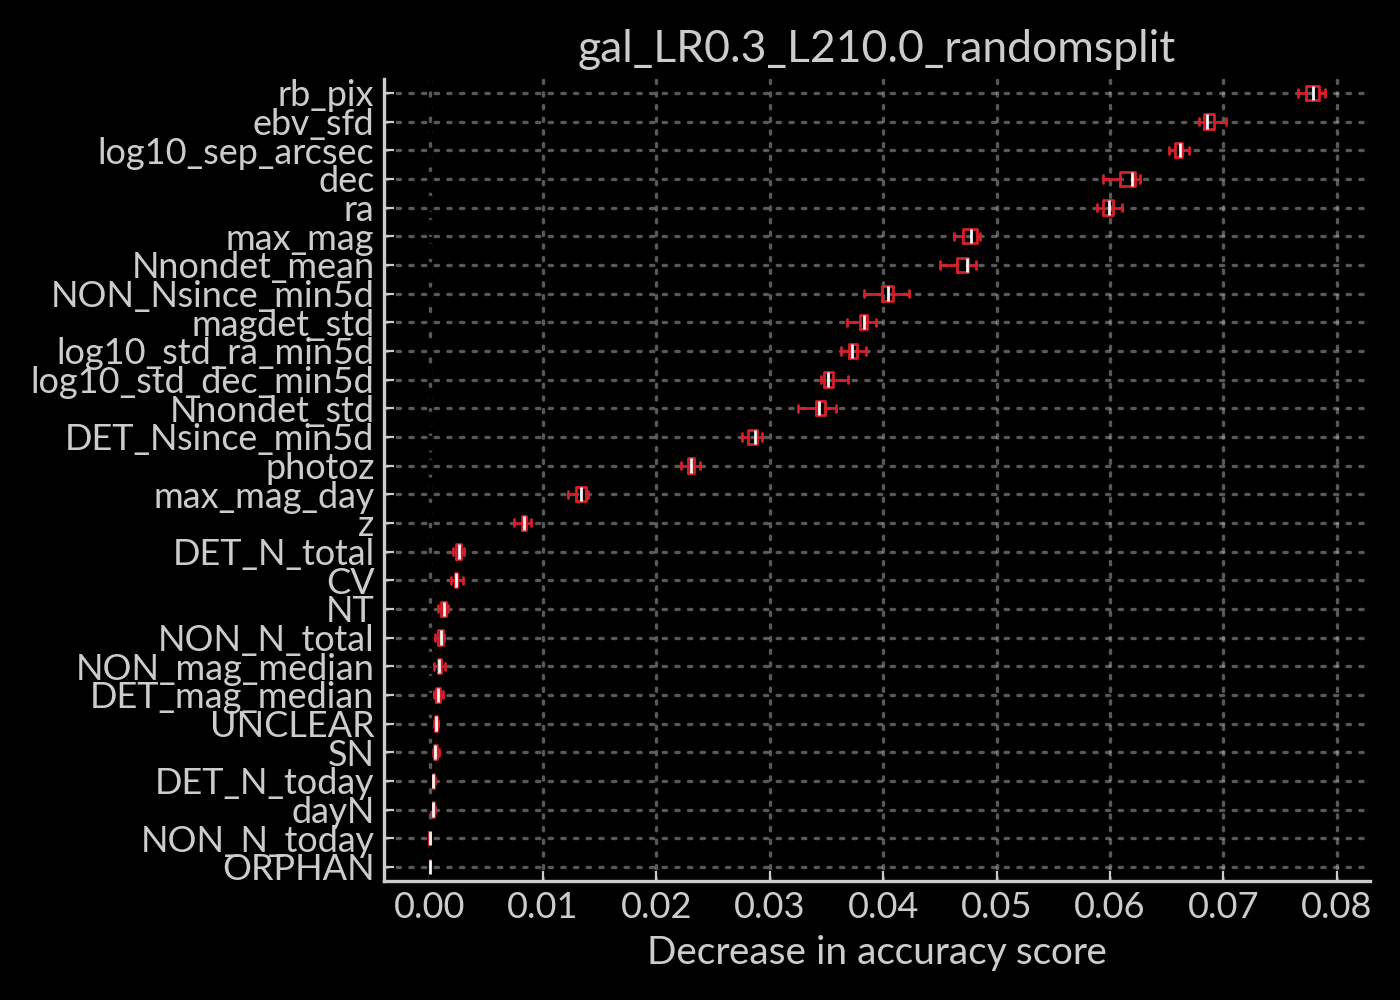 gal_LR0.3_L210.0_randomsplit
rb_pix
ebv_sfd
log10_sep_arcsec
dec
ra
max_mag
Nnondet_mean
NON_Nsince_min5d
magdet_std
log10_std_ra_min5d
log10_std_dec_min5d
Nnondet_std
DET_Nsince_min5d
photoz
max_mag_day
z
DET_N_total
CV
NT
NON_N_total
NON_mag_median
DET_mag_median
UNCLEAR
SN
DET_N_today
dayN
NON_N_today
ORPHAN
0.00 0.01 0.02 0.03 0.04 0.05 0.06 0.07 0.08
Decrease in accuracy score